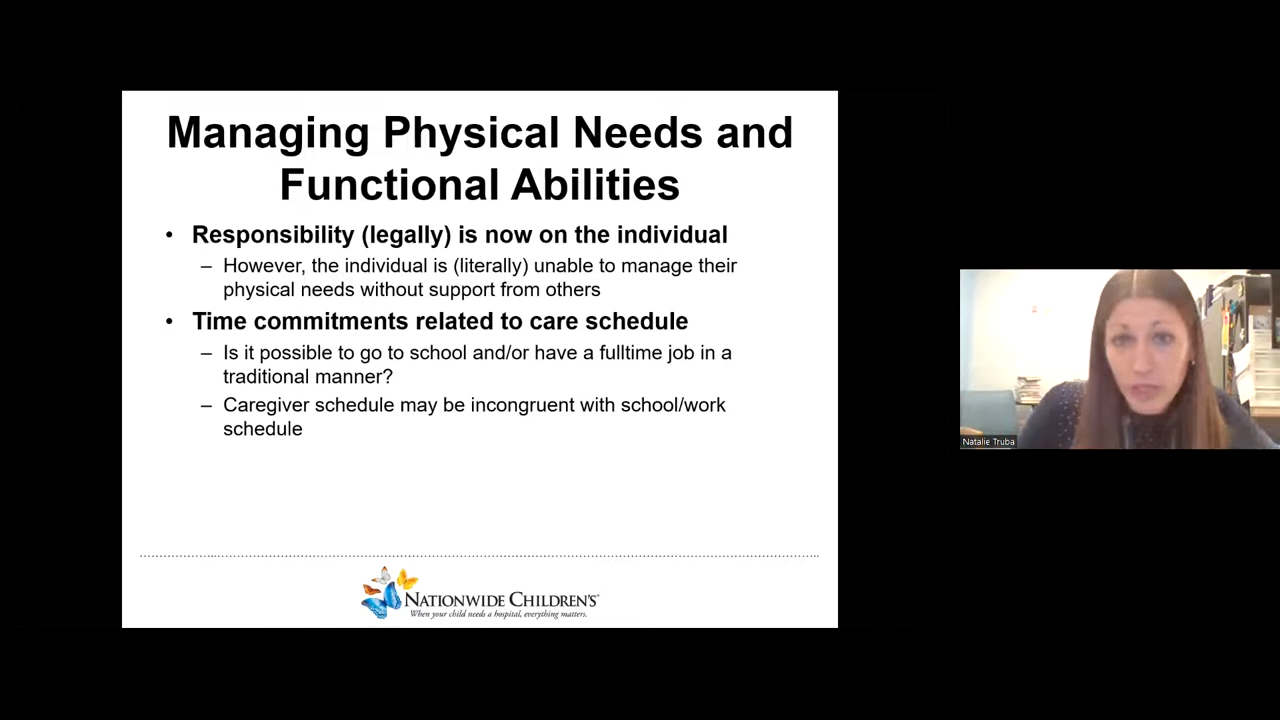 Managing Physical Needs and
Functional Abilities
• Responsibility (legally) is now on the individual
– However, the individual is (literally) unable to manage their
physical needs without support from others
• Time commitments related to care schedule
– Is it possible to go to school and/or have a fulltime job in a
traditional manner?
– Caregiver schedule may be incongruent with school/work
schedule
NATIONWIDE CHILDREN'S®
When your child needs a hospital, everything matters.
Natalie Truba